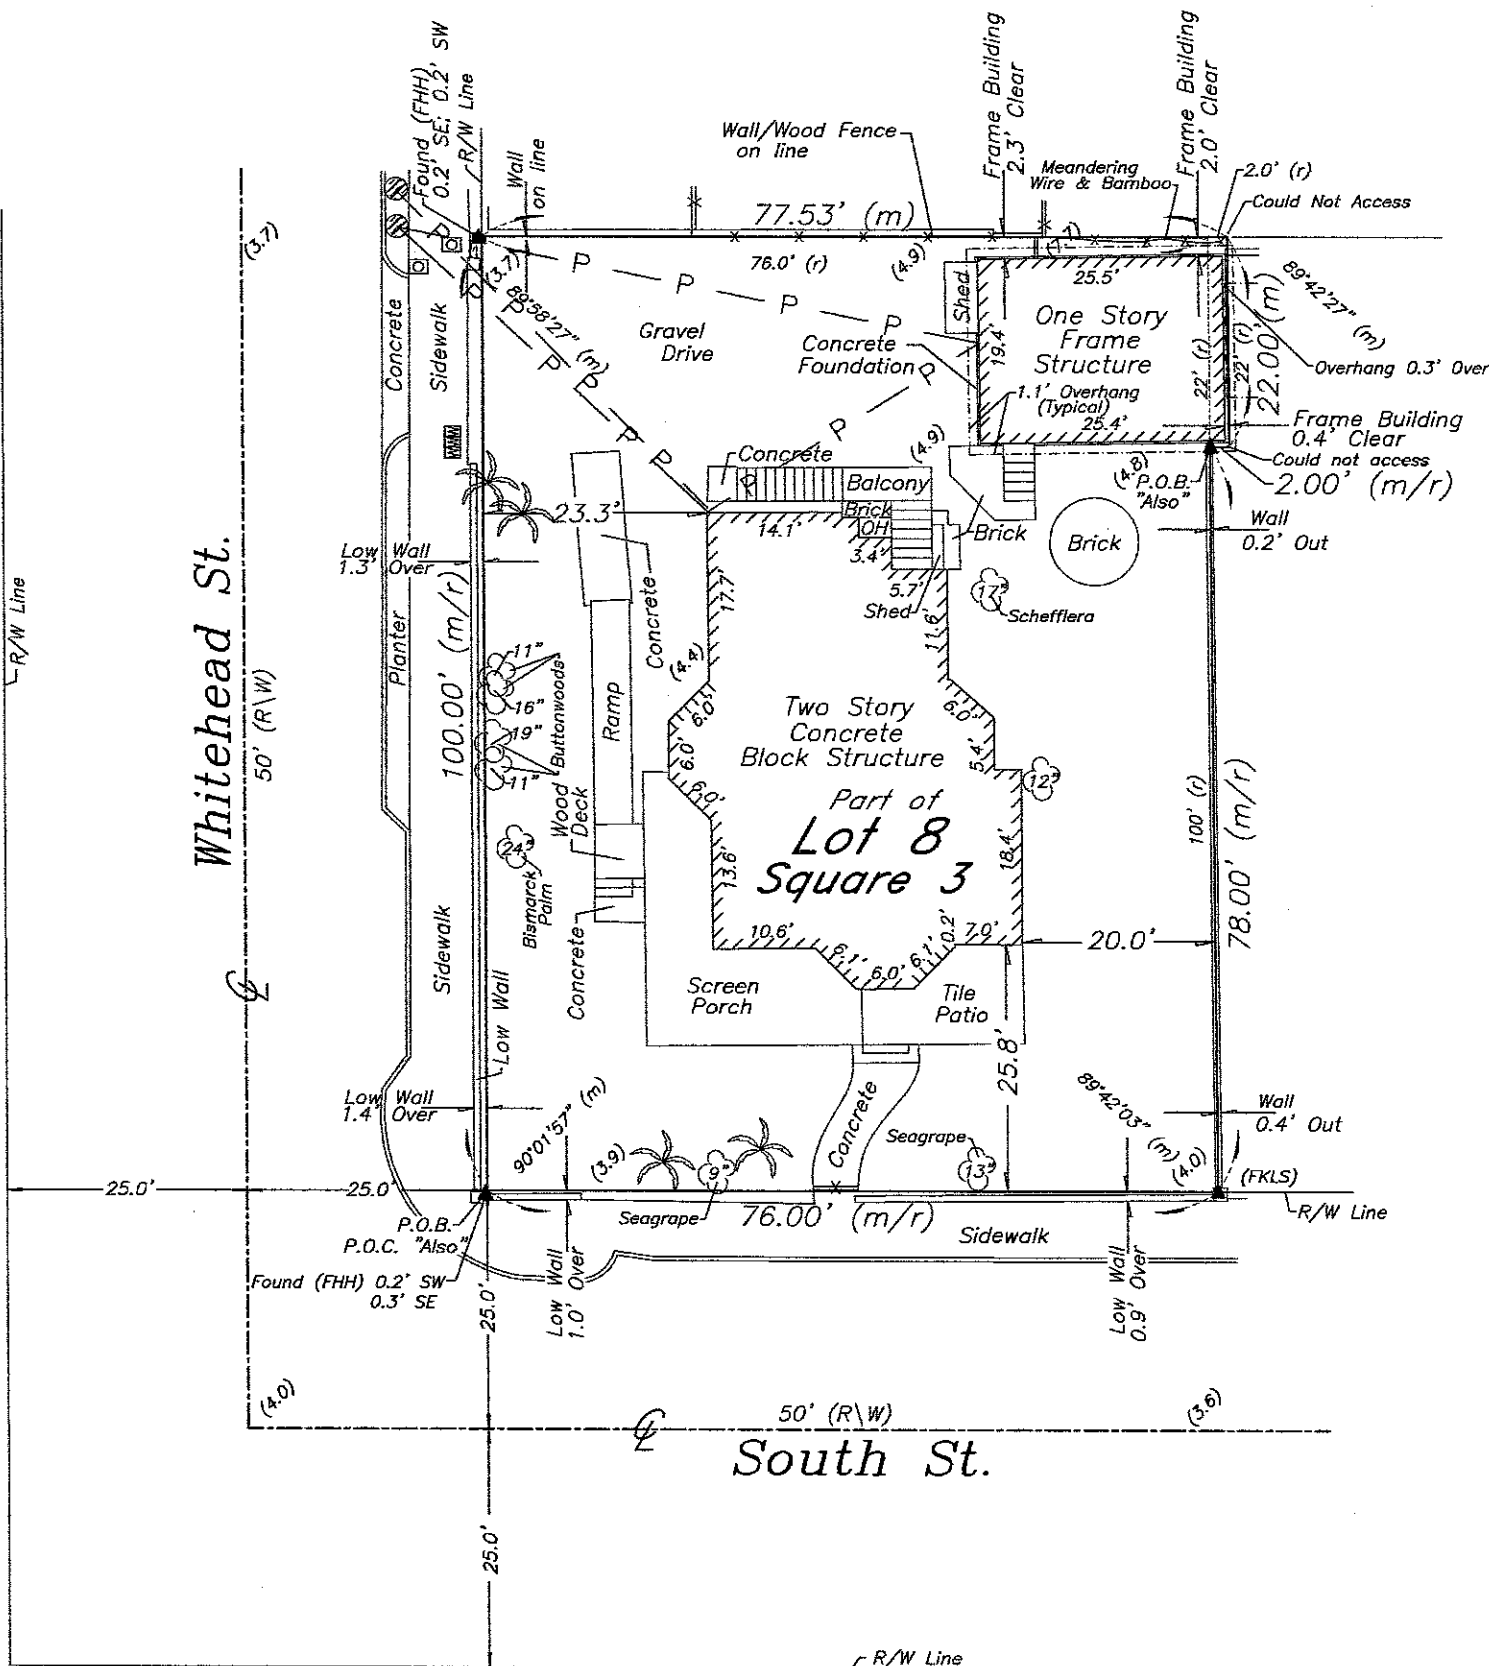 Found (FHH)
0.2' SE; 0.2' SW
R/W Line
Wall
on line
Wall/Wood Fence
on line
Frame Building
2.3' Clear
Frame Building
2.0' Clear
Meandering
Wire & Bamboo
2.0' (r)
Could Not Access
77.53' (m)
76.0' (r)
(4.9)
(7.7)
(3.7)
(3.7)
89°58'27" (m)
P
P
P
P
P
P
P
P
P
P
P
P
P
P
Gravel
Drive
Shed
Concrete
Foundation
25.5'
One Story
Frame
Structure
19.4'
22' (r)
22' (r)
22.00' (m)
89°42'27" (m)
Overhang 0.3' Over
1.1' Overhang
(Typical)
25.4'
Frame Building
0.4' Clear
Could not access
2.00' (m/r)
(4.9)
(4.8)
P.O.B.
"Also"
Concrete
Sidewalk
Concrete
Balcony
Brick
OH
Brick
Brick
Wall
0.2' Out
23.3'
14.1'
3.4'
5.7'
Shed
17"
Schefflera
Low Wall
1.3' Over
R/W Line
Whitehead St.
50' (R\W)
Planter
100.00' (m/r)
11"
16"
19"
11"
Buttonwoods
Ramp
Concrete
17.7'
(4.4)
11.6'
6.0'
6.0'
6.0'
6.0'
5.4'
Two Story
Concrete
Block Structure
12"
Part of
Lot 8
Square 3
Wood
Deck
24"
Bismarck
Palm
13.6'
18.4'
100' (r)
78.00' (m/r)
10.6'
6.1'
6.0'
6.1'
0.2'
7.0'
20.0'
Sidewalk
Concrete
Screen
Porch
Tile
Patio
25.8'
Low Wall
Low Wall
1.4' Over
90°01'57" (m)
(3.9)
Concrete
Seagrape
13"
89°42'03" (m)
(4.0)
Wall
0.4' Out
(FKLS)
25.0'
25.0'
P.O.B.
P.O.C. "Also"
Seagrape
9"
76.00' (m/r)
Sidewalk
R/W Line
Found (FHH) 0.2' SW
0.3' SE
25.0'
Low Wall
1.0' Over
Low Wall
0.9' Over
(4.0)
50' (R\W)
(3.6)
South St.
25.0'
R/W Line